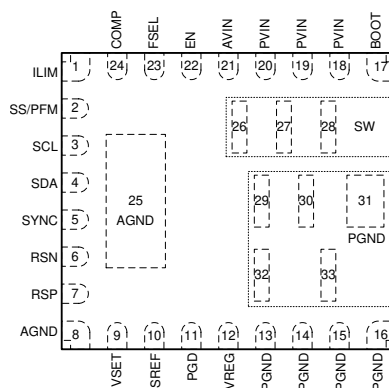 COMP
FSEL
EN
AVIN
PVIN
PVIN
PVIN
BOOT
24
23
22
21
20
19
18
17
ILIM 1
SS/PFM 2
SCL 3
SDA 4
SYNC 5
RSN 6
RSP 7
AGND 8
26
27
28
SW
25
AGND
29
30
31
PGND
32
33
9
10
11
12
13
14
15
16
VSET
SREF
PGD
VREG
PGND
PGND
PGND
PGND